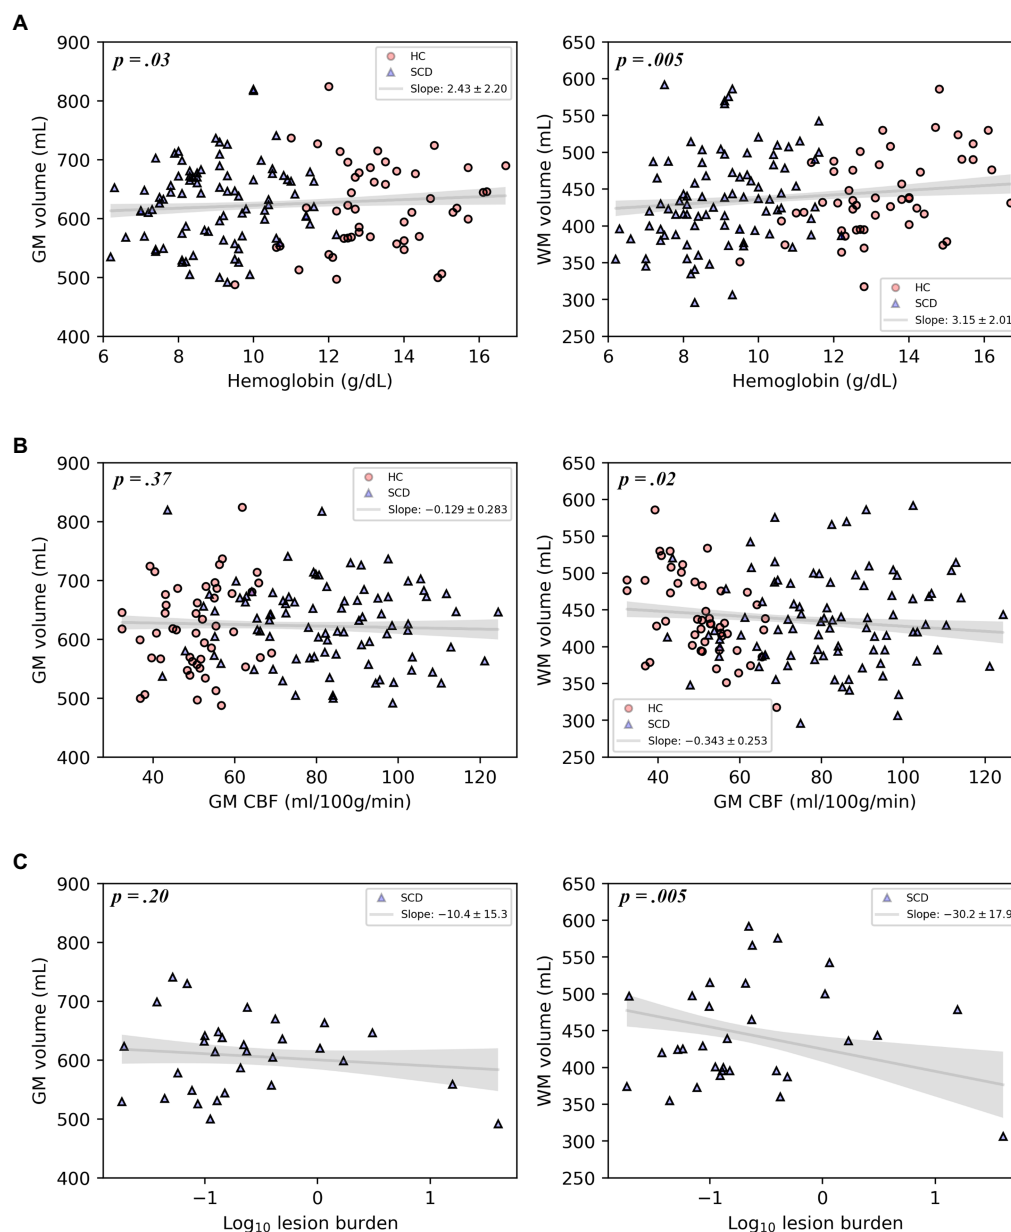 A
900
800
700
600
500
400
GM volume (mL)
p = .03
HC
SCD
Slope: 2.43 ± 2.20
6 8 10 12 14 16
Hemoglobin (g/dL)
650
600
550
500
450
400
350
300
250
WM volume (mL)
p = .005
HC
SCD
Slope: 3.15 ± 2.01
6 8 10 12 14 16
Hemoglobin (g/dL)
B
900
800
700
600
500
400
GM volume (mL)
p = .37
HC
SCD
Slope: −0.129 ± 0.283
40 60 80 100 120
GM CBF (ml/100g/min)
650
600
550
500
450
400
350
300
250
WM volume (mL)
p = .02
HC
SCD
Slope: −0.343 ± 0.253
40 60 80 100 120
GM CBF (ml/100g/min)
C
900
800
700
600
500
400
GM volume (mL)
p = .20
SCD
Slope: −10.4 ± 15.3
−1 0 1
Log₁₀ lesion burden
650
600
550
500
450
400
350
300
250
WM volume (mL)
p = .005
SCD
Slope: −30.2 ± 17.9
−1 0 1
Log₁₀ lesion burden